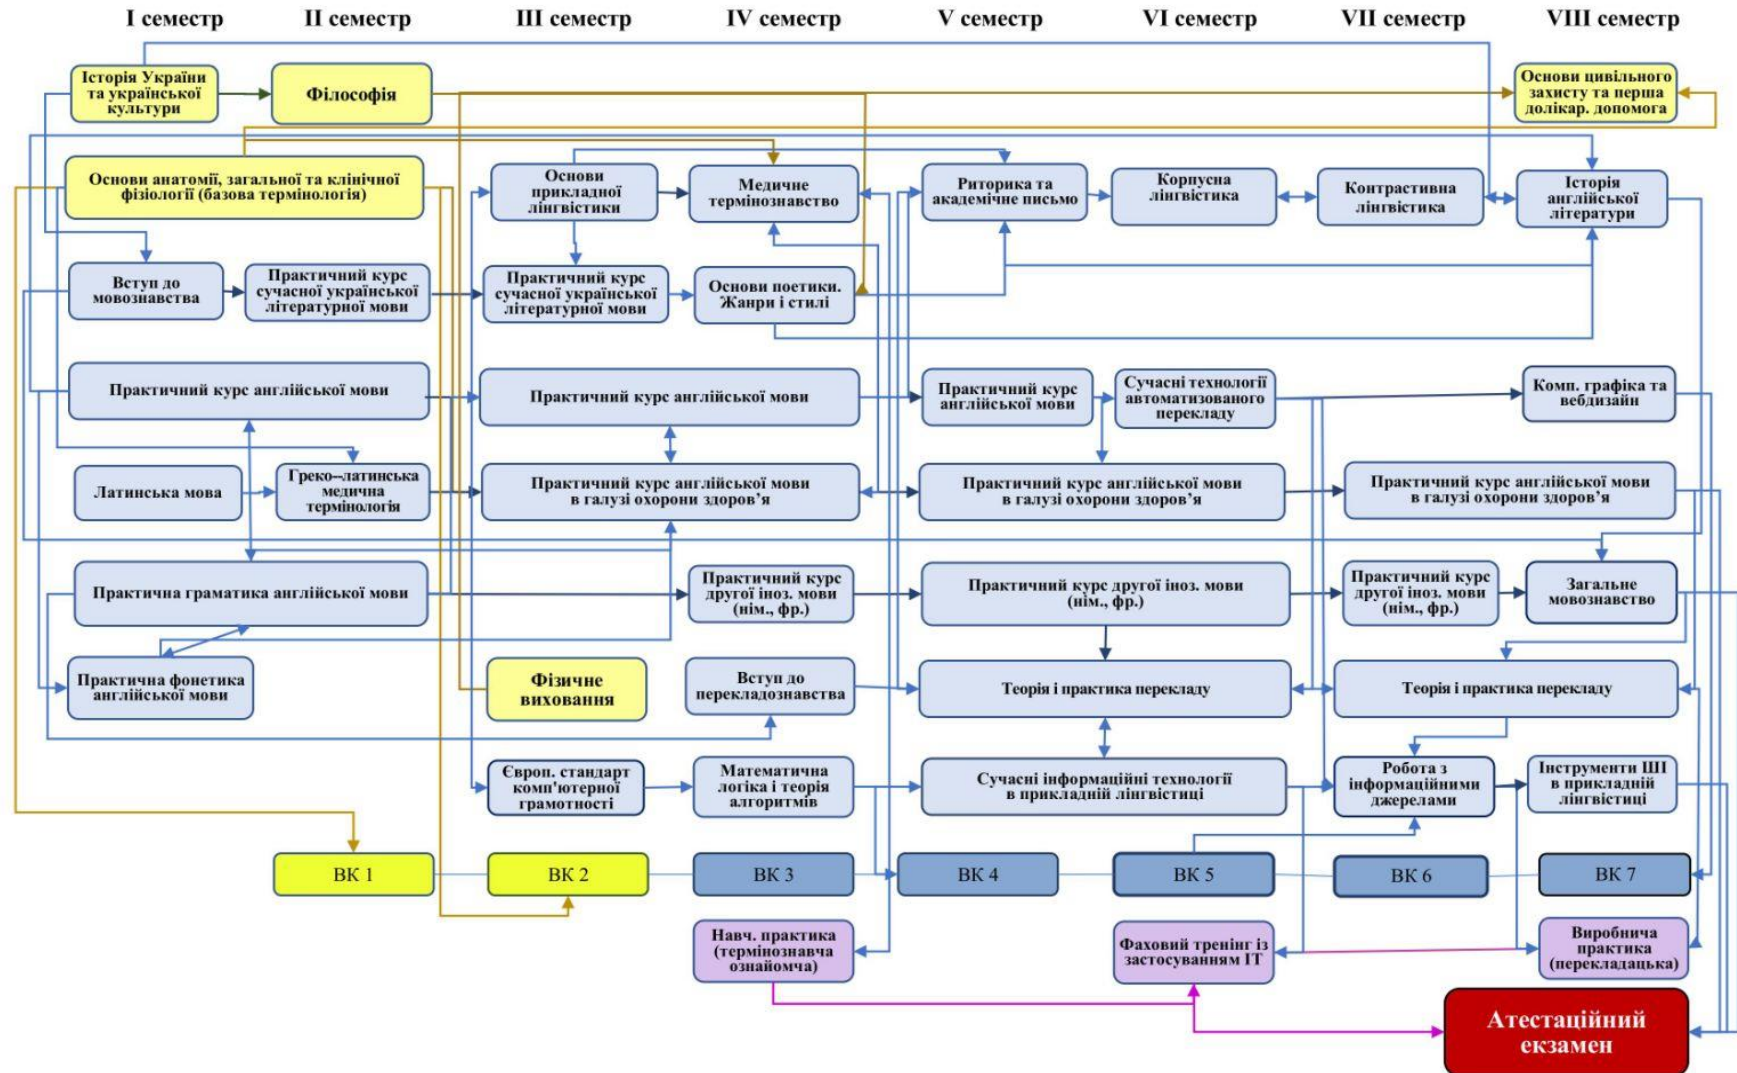 I семестр
II семестр
III семестр
IV семестр
V семестр
VI семестр
VII семестр
VIII семестр
Історія України
та української
культури
Філософія
Основи цивільного
захисту та перша
долікар. допомога
Основи анатомії, загальної та клінічної
фізіології (базова термінологія)
Основи
прикладної
лінгвістики
Медичне
термінознавство
Риторика та
академічне письмо
Корпусна
лінгвістика
Контрастивна
лінгвістика
Історія
англійської
літератури
Вступ до
мовознавства
Практичний курс
сучасної української
літературної мови
Практичний курс
сучасної української
літературної мови
Основи поетики.
Жанри і стилі
Практичний курс англійської мови
Практичний курс англійської мови
Практичний курс
англійської мови
Сучасні технології
автоматизованого
перекладу
Комп. графіка та
вебдизайн
Латинська мова
Греко–латинська
медична
термінологія
Практичний курс англійської мови
в галузі охорони здоров’я
Практичний курс англійської мови
в галузі охорони здоров’я
Практичний курс англійської мови
в галузі охорони здоров’я
Практична граматика англійської мови
Практичний курс
другої іноз. мови
(нім., фр.)
Практичний курс другої іноз. мови
(нім., фр.)
Практичний курс
другої іноз. мови
(нім., фр.)
Загальне
мовознавство
Практична фонетика
англійської мови
Фізичне
виховання
Вступ до
перекладознавства
Теорія і практика перекладу
Теорія і практика перекладу
Європ. стандарт
комп'ютерної
грамотності
Математична
логіка і теорія
алгоритмів
Сучасні інформаційні технології
в прикладній лінгвістиці
Робота з
інформаційними
джерелами
Інструменти ШІ
в прикладній
лінгвістиці
ВК 1
ВК 2
ВК 3
ВК 4
ВК 5
ВК 6
ВК 7
Навч. практика
(термінознавча
ознайомча)
Фаховий тренінг із
застосуванням ІТ
Виробнича
практика
(перекладацька)
Атестаційний
екзамен